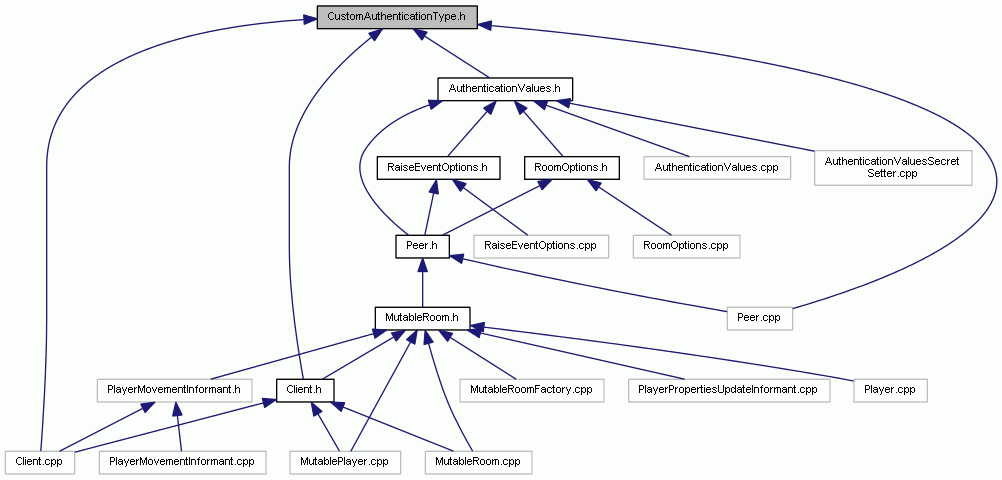 CustomAuthenticationType.h
AuthenticationValues.h
RaiseEventOptions.h
RoomOptions.h
AuthenticationValues.cpp
AuthenticationValuesSecret
Setter.cpp
Peer.h
RaiseEventOptions.cpp
RoomOptions.cpp
MutableRoom.h
Peer.cpp
PlayerMovementInformant.h
Client.h
MutableRoomFactory.cpp
PlayerPropertiesUpdateInformant.cpp
Player.cpp
Client.cpp
PlayerMovementInformant.cpp
MutablePlayer.cpp
MutableRoom.cpp